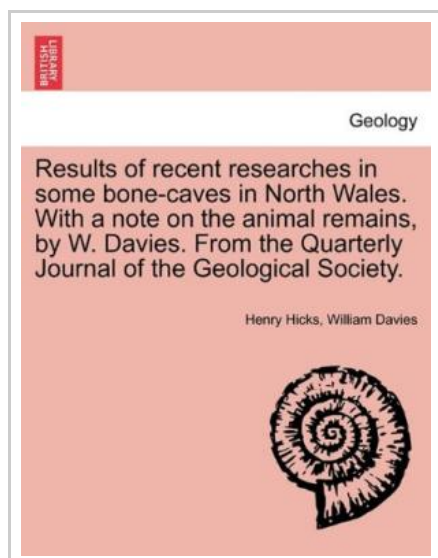 BRITISH
LIBRARY
Geology
Results of recent researches in
some bone-caves in North Wales.
With a note on the animal remains,
by W. Davies. From the Quarterly
Journal of the Geological Society.
Henry Hicks, William Davies